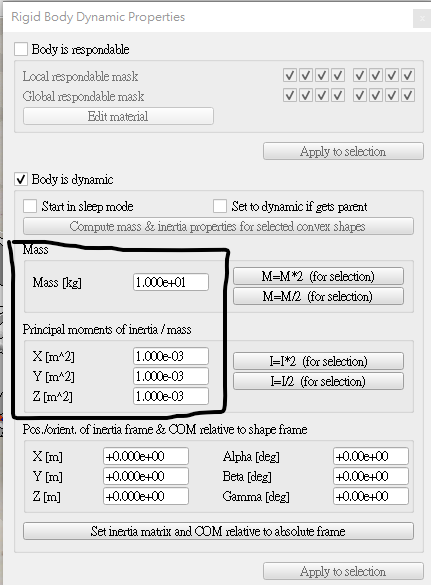 Rigid Body Dynamic Properties
Body is respondable
Local respondable mask
Global respondable mask
Edit material
Apply to selection
Body is dynamic
Start in sleep mode Set to dynamic if gets parent
Compute mass & inertia properties for selected convex shapes
Mass
Mass [kg] 1.000e+01 M=M*2 (for selection)
M=M/2 (for selection)
Principal moments of inertia / mass
X [m^2] 1.000e-03 I=I*2 (for selection)
Y [m^2] 1.000e-03 I=I/2 (for selection)
Z [m^2] 1.000e-03
Pos./orient. of inertia frame & COM relative to shape frame
X [m] +0.000e+00 Alpha [deg] +0.00e+00
Y [m] +0.000e+00 Beta [deg] +0.00e+00
Z [m] +0.000e+00 Gamma [deg] +0.00e+00
Set inertia matrix and COM relative to absolute frame
Apply to selection